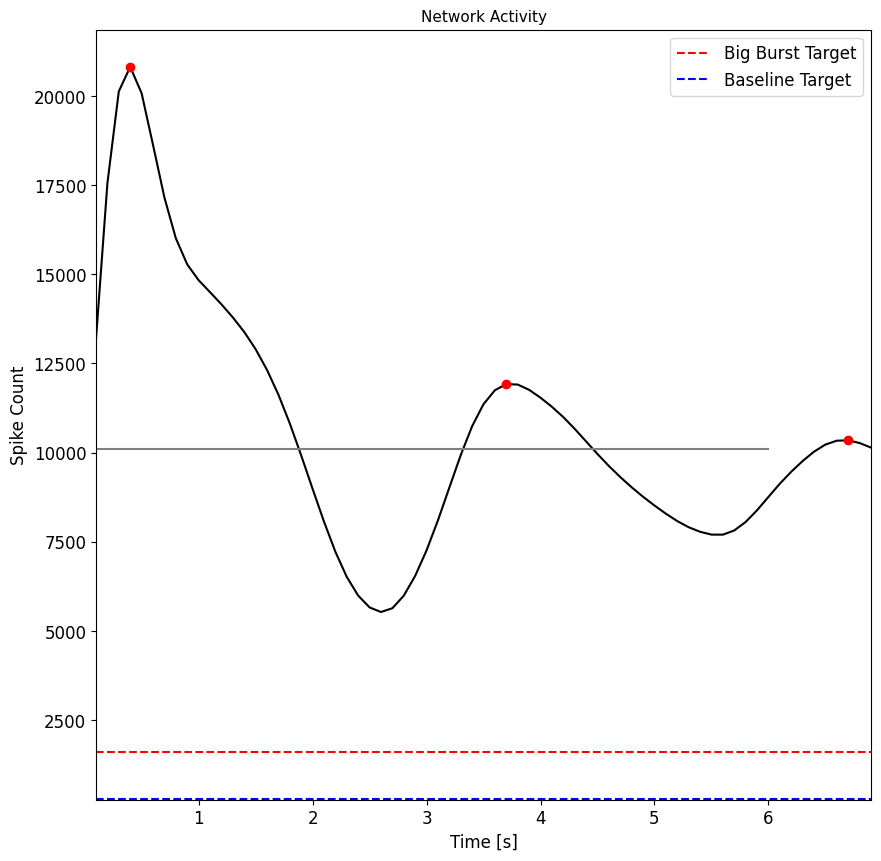 Network Activity
Big Burst Target
Baseline Target
20000
17500
15000
12500
10000
7500
5000
2500
Spike Count
1 2 3 4 5 6
Time [s]